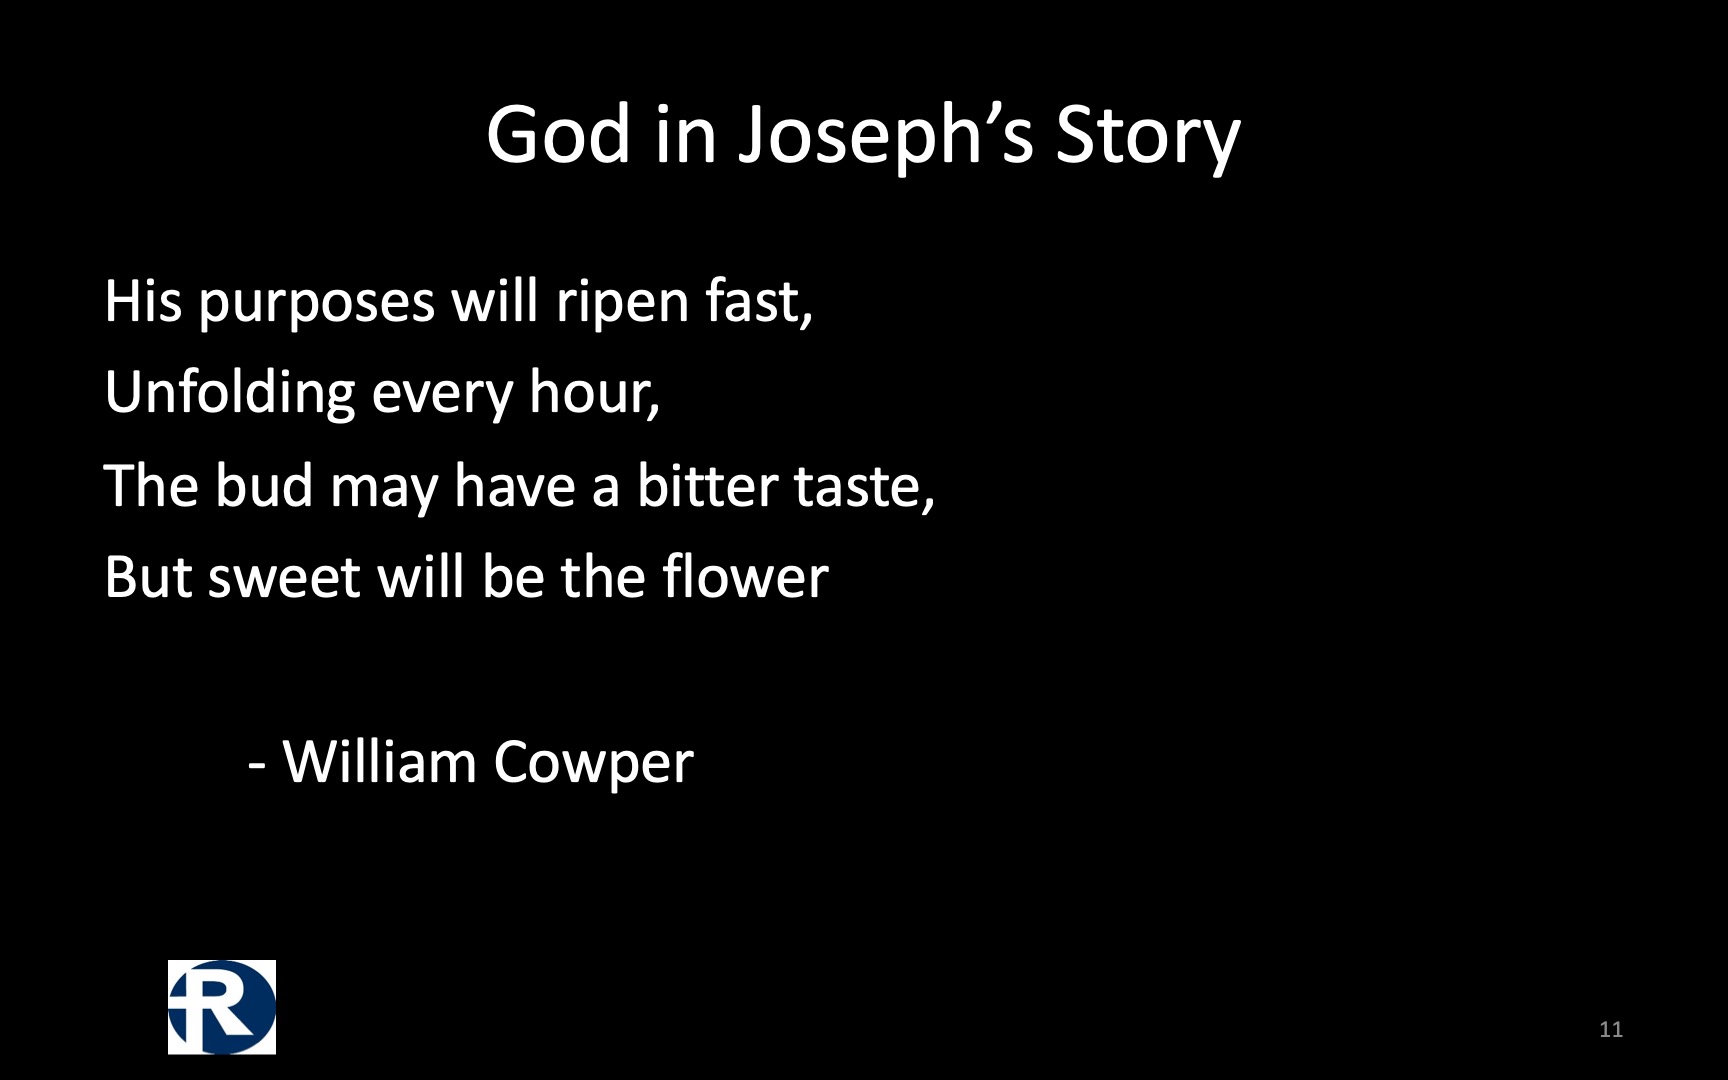 God in Joseph’s Story
His purposes will ripen fast,
Unfolding every hour,
The bud may have a bitter taste,
But sweet will be the flower
- William Cowper
R
11